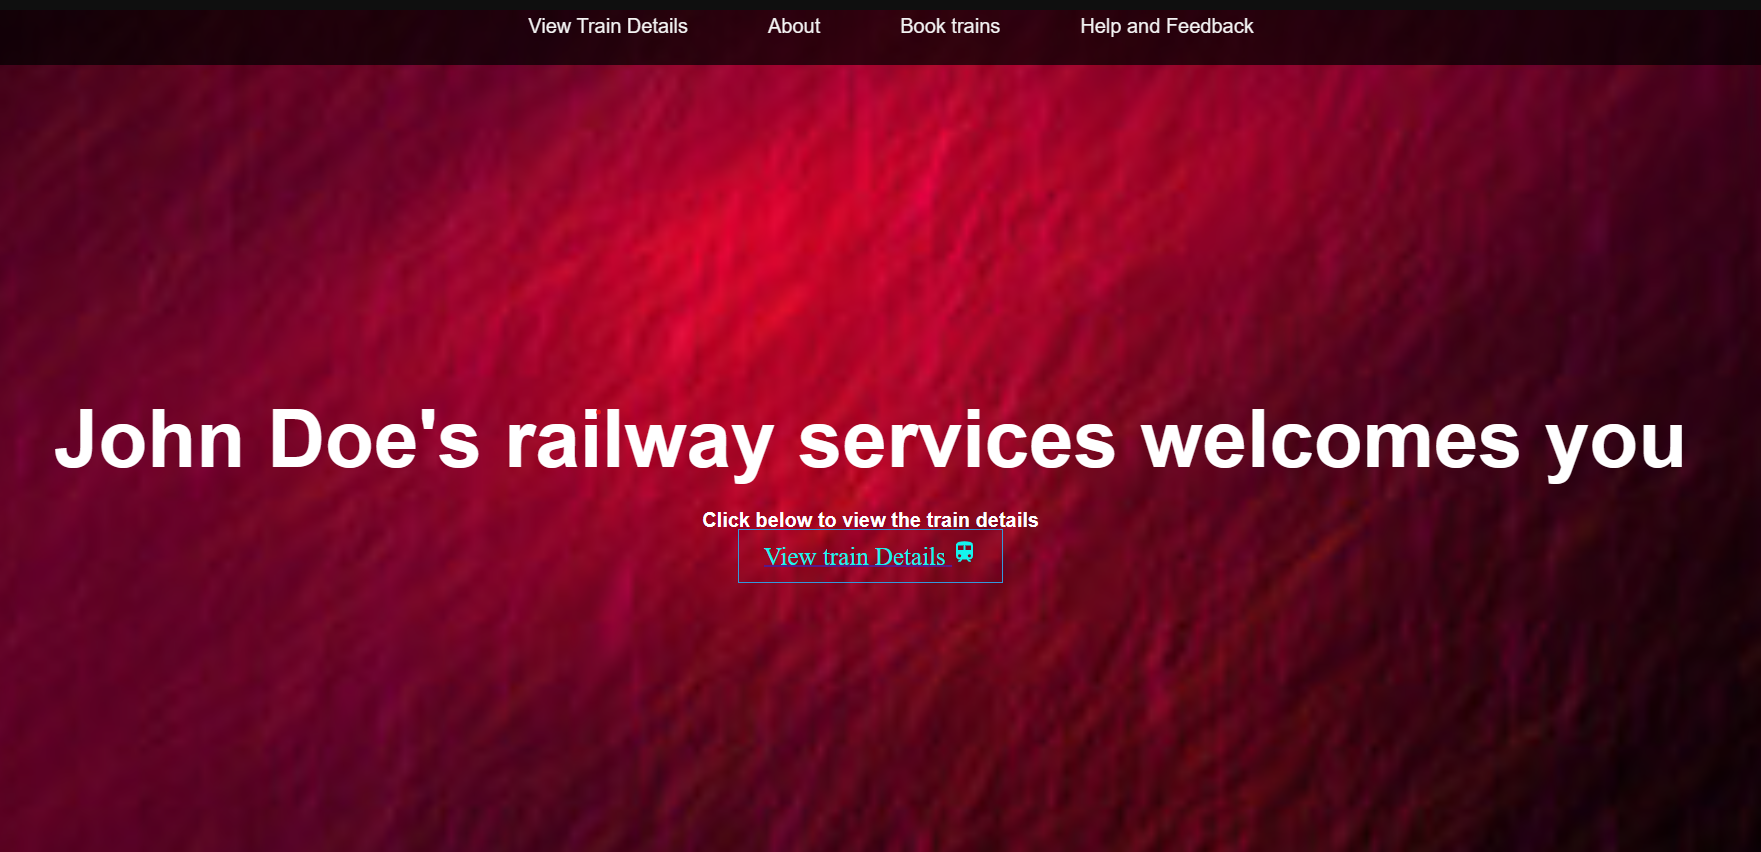 View Train Details About Book trains Help and Feedback
John Doe's railway services welcomes you
Click below to view the train details
View train Details